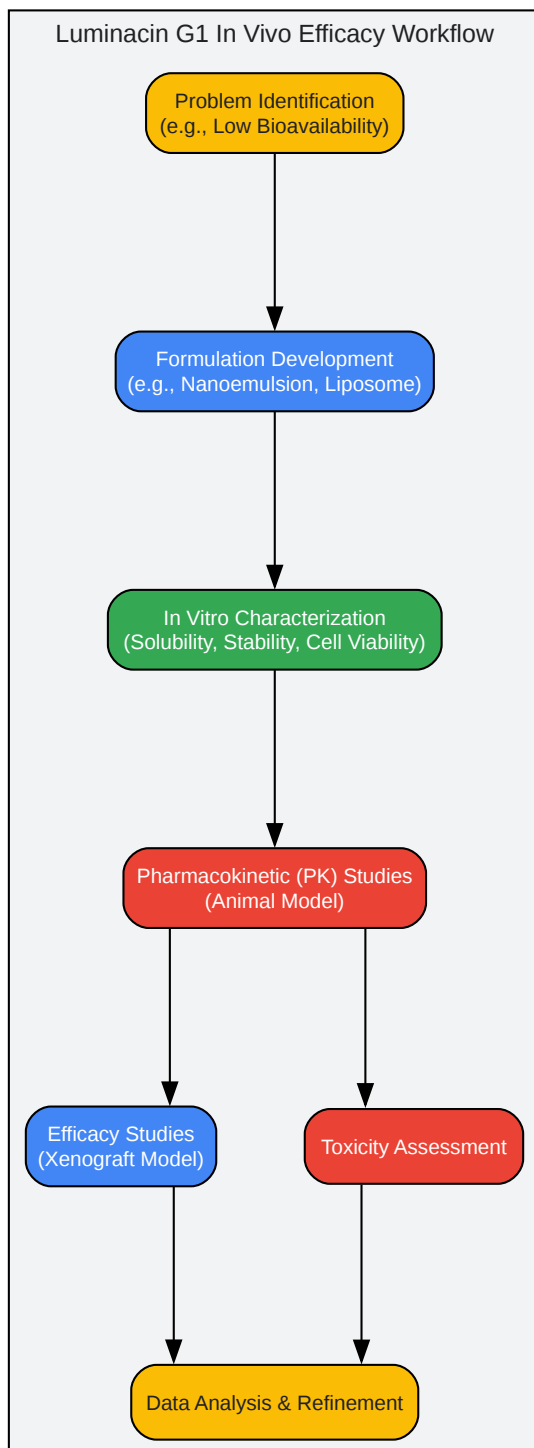 Luminacin G1 In Vivo Efficacy Workflow
Problem Identification
(e.g., Low Bioavailability)
Formulation Development
(e.g., Nanoemulsion, Liposome)
In Vitro Characterization
(Solubility, Stability, Cell Viability)
Pharmacokinetic (PK) Studies
(Animal Model)
Efficacy Studies
(Xenograft Model)
Toxicity Assessment
Data Analysis & Refinement